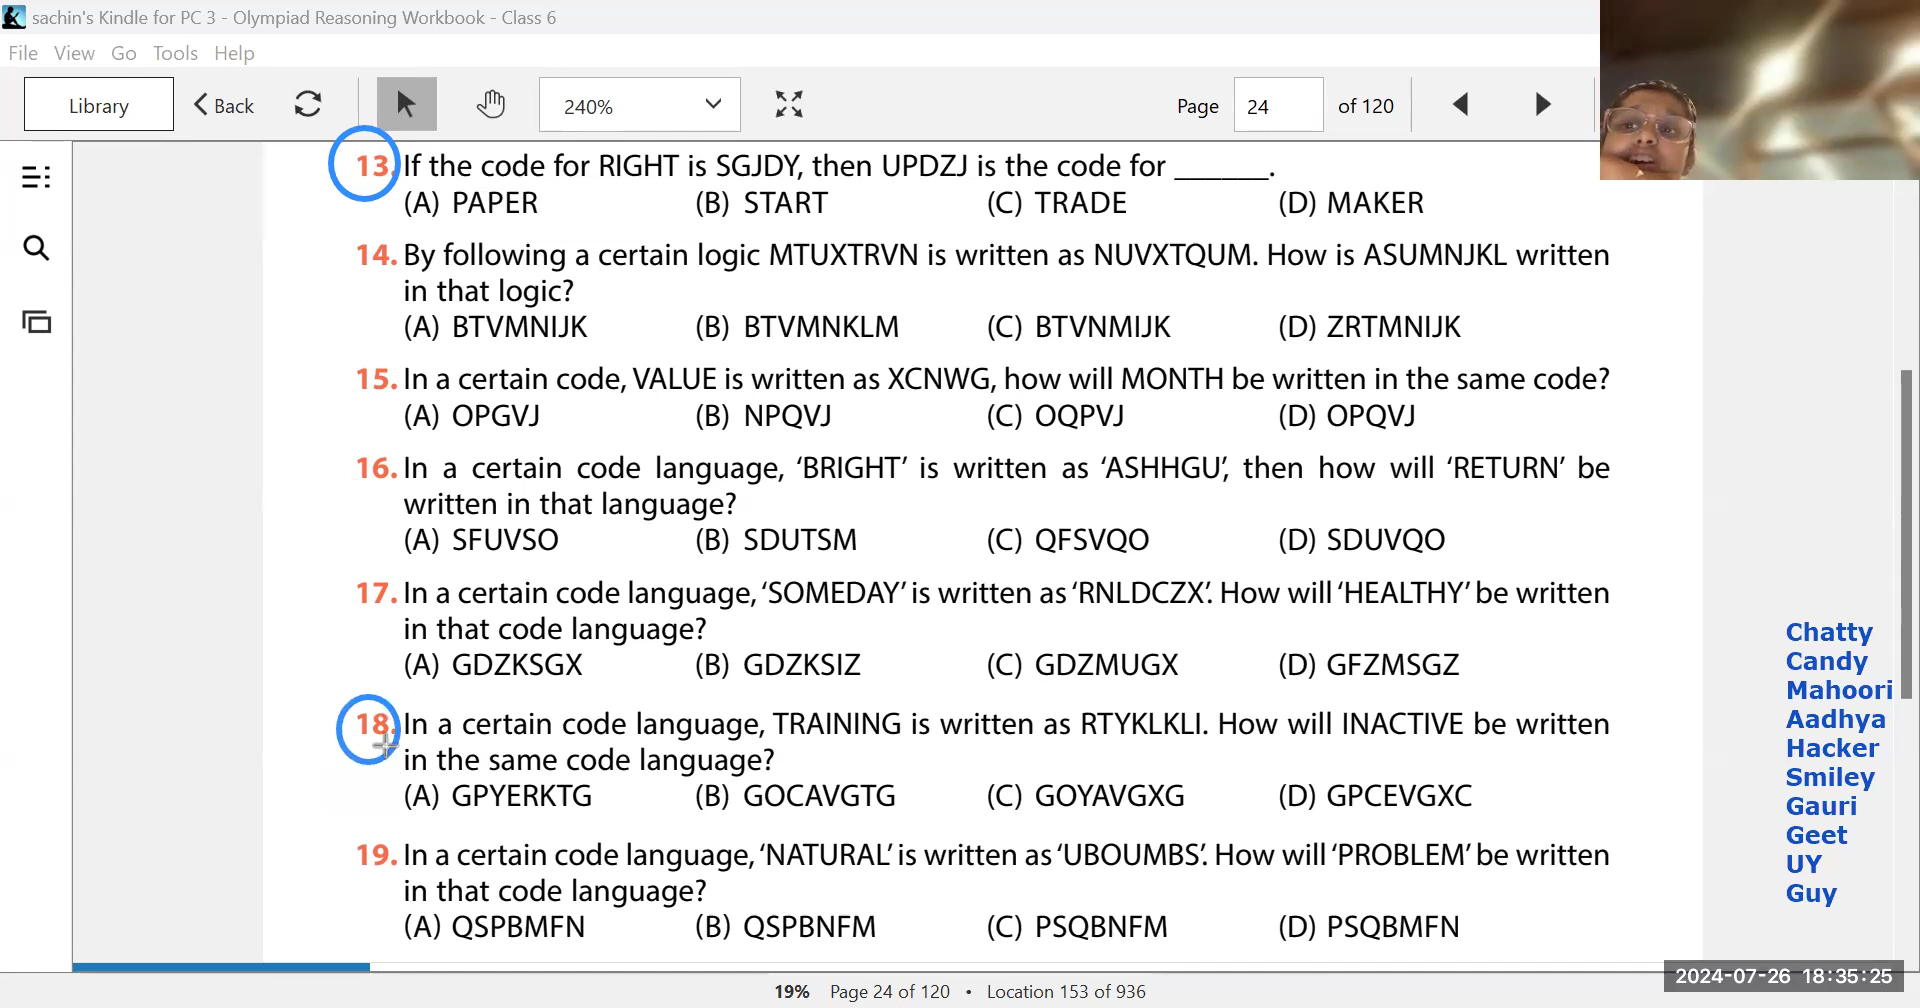 sachin's Kindle for PC 3 - Olympiad Reasoning Workbook - Class 6
File View Go Tools Help
Library Back 240% Page 24 of 120
13. If the code for RIGHT is SGJDY, then UPDZJ is the code for ______.
(A) PAPER (B) START (C) TRADE (D) MAKER
14. By following a certain logic MTUXTRVN is written as NUVXTQUM. How is ASUMNJKL written
in that logic?
(A) BTVMNIJK (B) BTVMNKLM (C) BTVNMIJK (D) ZRTMNIJK
15. In a certain code, VALUE is written as XCNWG, how will MONTH be written in the same code?
(A) OPGVJ (B) NPQVJ (C) OQPVJ (D) OPQVJ
16. In a certain code language, ‘BRIGHT’ is written as ‘ASHHGU’, then how will ‘RETURN’ be
written in that language?
(A) SFUVSO (B) SDUTSM (C) QFSVQO (D) SDUVQO
17. In a certain code language, ‘SOMEDAY’ is written as ‘RNLDCZX’. How will ‘HEALTHY’ be written
in that code language?
(A) GDZKSGX (B) GDZKSIZ (C) GDZMUGX (D) GFZMSGZ
18. In a certain code language, TRAINING is written as RTYKLKLI. How will INACTIVE be written
in the same code language?
(A) GPYERKTG (B) GOCAVGTG (C) GOYAVGXG (D) GPCEVGXC
19. In a certain code language, ‘NATURAL’ is written as ‘UBOUMBS’. How will ‘PROBLEM’ be written
in that code language?
(A) QSPBMFN (B) QSPBNFM (C) PSQBNFM (D) PSQBMFN
Chatty
Candy
Mahoori
Aadhya
Hacker
Smiley
Gauri
Geet
UY
Guy
2024-07-26 18:35:25
19% Page 24 of 120 • Location 153 of 936